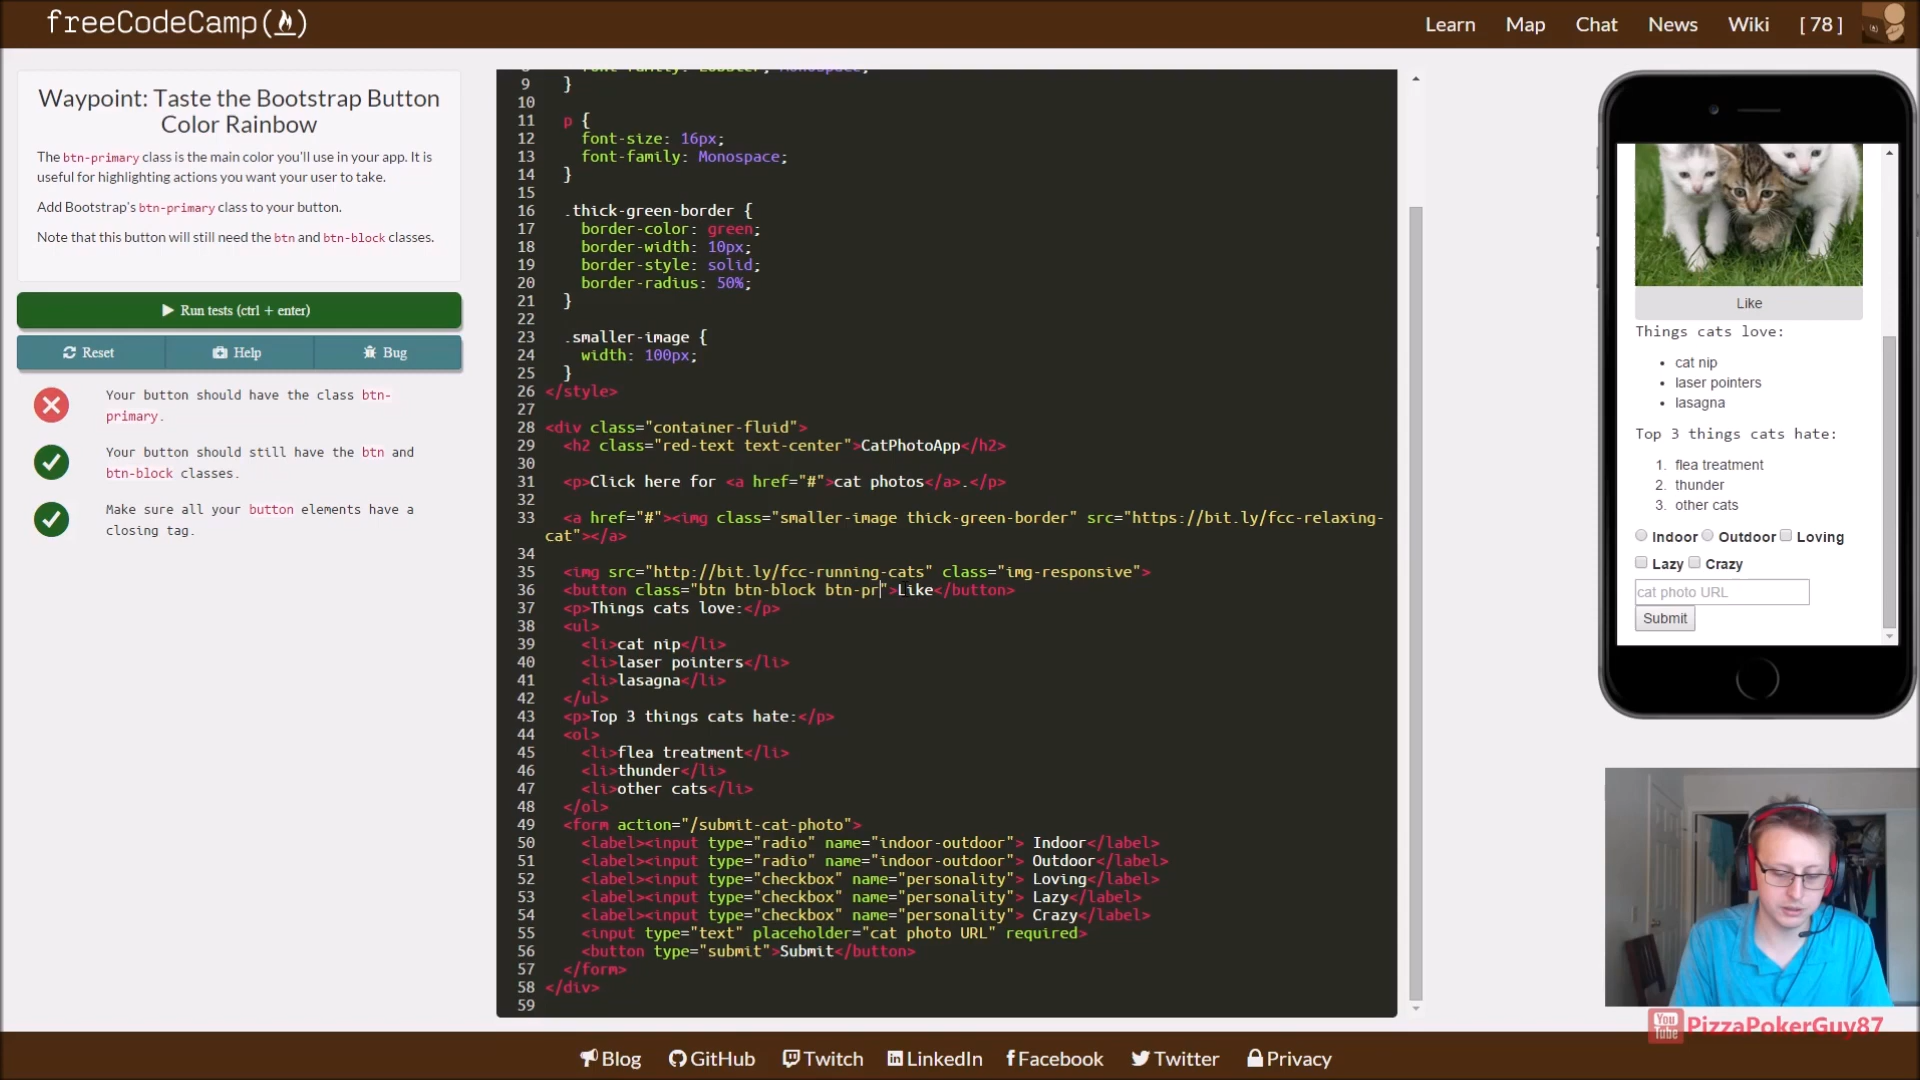 freeCodeCamp
Learn Map Chat News Wiki [ 78 ]
Waypoint: Taste the Bootstrap Button
Color Rainbow
The btn-primary class is the main color you'll use in your app. It is
useful for highlighting actions you want your user to take.
Add Bootstrap's btn-primary class to your button.
Note that this button will still need the btn and btn-block classes.
Run tests (ctrl + enter)
Reset Help Bug
Your button should have the class btn-
primary.
Your button should still have the btn and
btn-block classes.
Make sure all your button elements have a
closing tag.
9 }
10
11 p {
12 font-size: 16px;
13 font-family: Monospace;
14 }
15
16 .thick-green-border {
17 border-color: green;
18 border-width: 10px;
19 border-style: solid;
20 border-radius: 50%;
21 }
22
23 .smaller-image {
24 width: 100px;
25 }
26 </style>
27
28 <div class="container-fluid">
29 <h2 class="red-text text-center">CatPhotoApp</h2>
30
31 <p>Click here for <a href="#">cat photos</a>.</p>
32
33 <a href="#"><img class="smaller-image thick-green-border" src="https://bit.ly/fcc-relaxing-
cat"></a>
34
35 <img src="http://bit.ly/fcc-running-cats" class="img-responsive">
36 <button class="btn btn-block btn-pr">Like</button>
37 <p>Things cats love:</p>
38 <ul>
39 <li>cat nip</li>
40 <li>laser pointers</li>
41 <li>lasagna</li>
42 </ul>
43 <p>Top 3 things cats hate:</p>
44 <ol>
45 <li>flea treatment</li>
46 <li>thunder</li>
47 <li>other cats</li>
48 </ol>
49 <form action="/submit-cat-photo">
50 <label><input type="radio" name="indoor-outdoor"> Indoor</label>
51 <label><input type="radio" name="indoor-outdoor"> Outdoor</label>
52 <label><input type="checkbox" name="personality"> Loving</label>
53 <label><input type="checkbox" name="personality"> Lazy</label>
54 <label><input type="checkbox" name="personality"> Crazy</label>
55 <input type="text" placeholder="cat photo URL" required>
56 <button type="submit">Submit</button>
57 </form>
58 </div>
59
Like
Things cats love:
cat nip
laser pointers
lasagna
Top 3 things cats hate:
1. flea treatment
2. thunder
3. other cats
Indoor Outdoor Loving
Lazy Crazy
cat photo URL
Submit
You Tube PizzaPokerGuy87
Blog GitHub Twitch LinkedIn Facebook Twitter Privacy